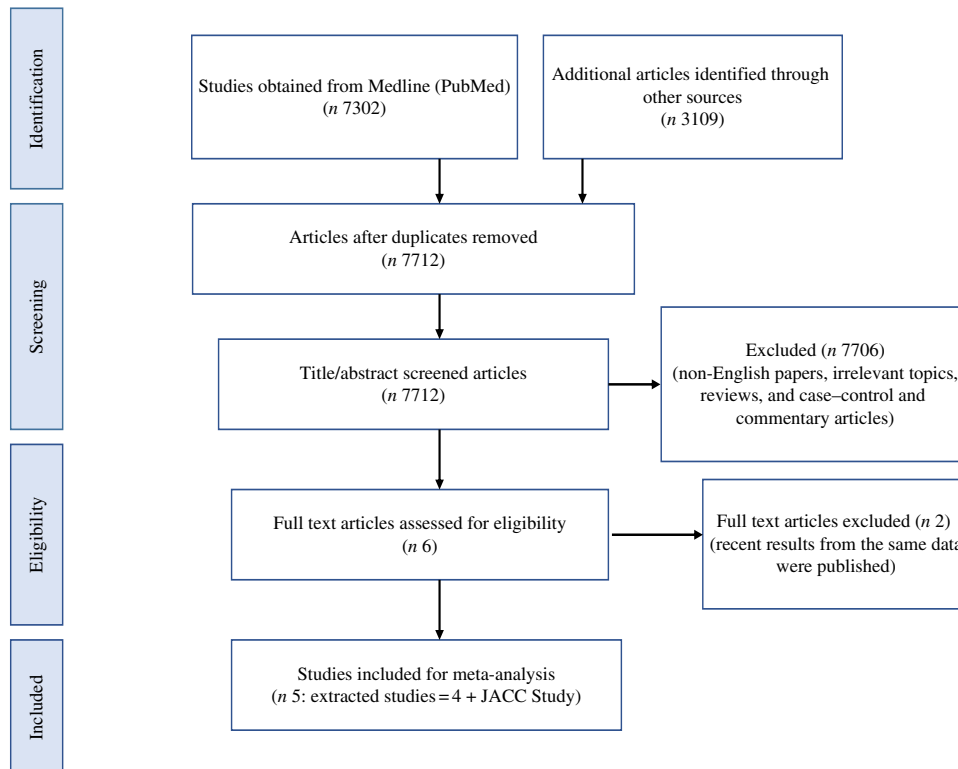 Identification
Studies obtained from Medline (PubMed)
(n 7302)
Additional articles identified through
other sources
(n 3109)
Screening
Articles after duplicates removed
(n 7712)
Title/abstract screened articles
(n 7712)
Excluded (n 7706)
(non-English papers, irrelevant topics,
reviews, and case–control and
commentary articles)
Eligibility
Full text articles assessed for eligibility
(n 6)
Full text articles excluded (n 2)
(recent results from the same data
were published)
Included
Studies included for meta-analysis
(n 5: extracted studies = 4 + JACC Study)